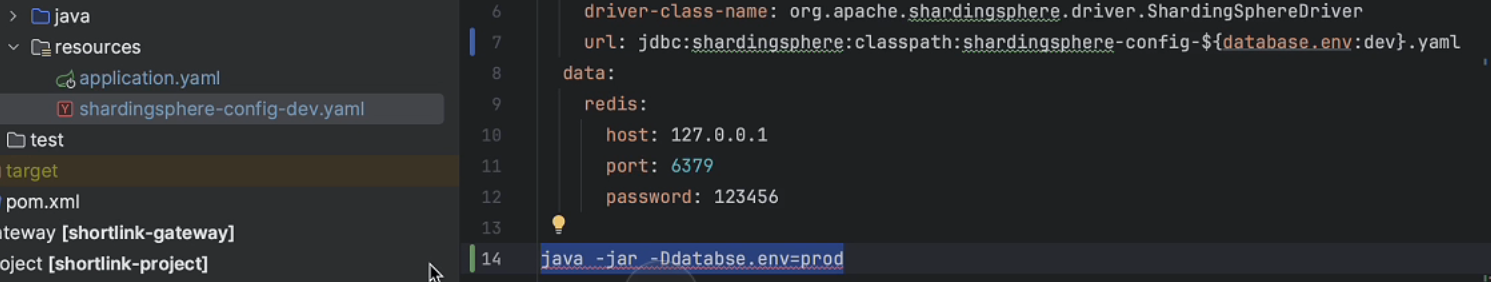 java
resources
application.yaml
shardingsphere-config-dev.yaml
test
target
pom.xml
ateway [shortlink-gateway]
oject [shortlink-project]
6 driver-class-name: org.apache.shardingsphere.driver.ShardingSphereDriver
7 url: jdbc:shardingsphere:classpath:shardingsphere-config-${database.env:dev}.yaml
8 data:
9 redis:
10 host: 127.0.0.1
11 port: 6379
12 password: 123456
13
14 java -jar -Ddatabse.env=prod